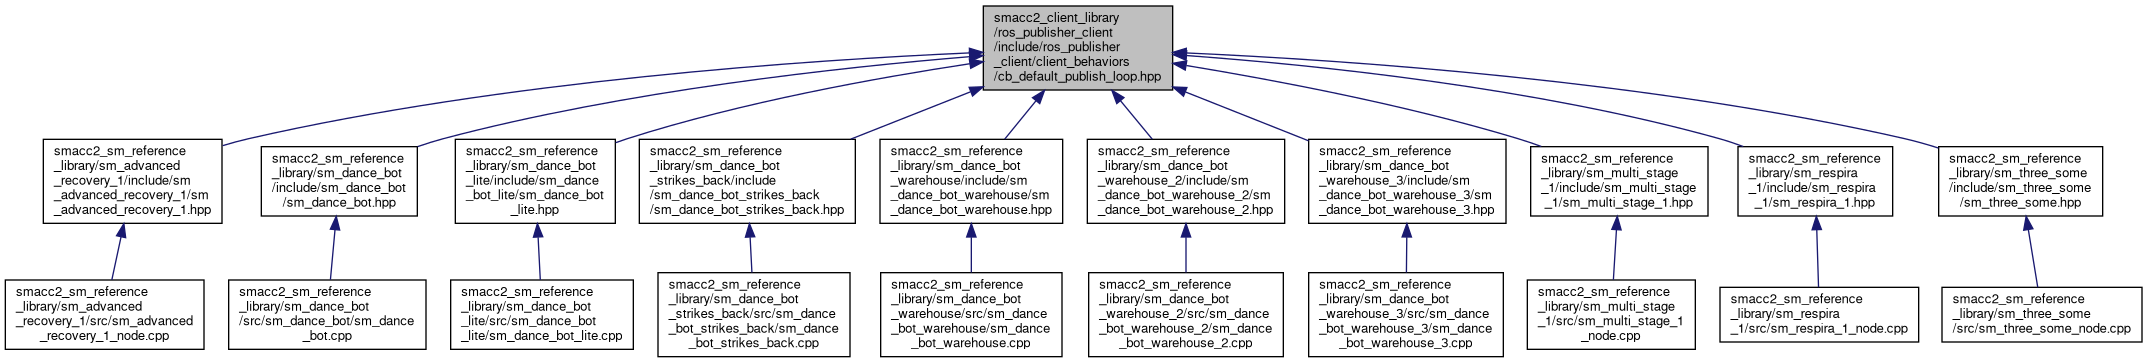 smacc2_client_library
/ros_publisher_client
/include/ros_publisher
_client/client_behaviors
/cb_default_publish_loop.hpp
smacc2_sm_reference
_library/sm_advanced
_recovery_1/include/sm
_advanced_recovery_1/sm
_advanced_recovery_1.hpp
smacc2_sm_reference
_library/sm_dance_bot
/include/sm_dance_bot
/sm_dance_bot.hpp
smacc2_sm_reference
_library/sm_dance_bot
_lite/include/sm_dance
_bot_lite/sm_dance_bot
_lite.hpp
smacc2_sm_reference
_library/sm_dance_bot
_strikes_back/include
/sm_dance_bot_strikes_back
/sm_dance_bot_strikes_back.hpp
smacc2_sm_reference
_library/sm_dance_bot
_warehouse/include/sm
_dance_bot_warehouse/sm
_dance_bot_warehouse.hpp
smacc2_sm_reference
_library/sm_dance_bot
_warehouse_2/include/sm
_dance_bot_warehouse_2/sm
_dance_bot_warehouse_2.hpp
smacc2_sm_reference
_library/sm_dance_bot
_warehouse_3/include/sm
_dance_bot_warehouse_3/sm
_dance_bot_warehouse_3.hpp
smacc2_sm_reference
_library/sm_multi_stage
_1/include/sm_multi_stage
_1/sm_multi_stage_1.hpp
smacc2_sm_reference
_library/sm_respira
_1/include/sm_respira
_1/sm_respira_1.hpp
smacc2_sm_reference
_library/sm_three_some
/include/sm_three_some
/sm_three_some.hpp
smacc2_sm_reference
_library/sm_advanced
_recovery_1/src/sm_advanced
_recovery_1_node.cpp
smacc2_sm_reference
_library/sm_dance_bot
/src/sm_dance_bot/sm_dance
_bot.cpp
smacc2_sm_reference
_library/sm_dance_bot
_lite/src/sm_dance_bot
_lite/sm_dance_bot_lite.cpp
smacc2_sm_reference
_library/sm_dance_bot
_strikes_back/src/sm_dance
_bot_strikes_back/sm_dance
_bot_strikes_back.cpp
smacc2_sm_reference
_library/sm_dance_bot
_warehouse/src/sm_dance
_bot_warehouse/sm_dance
_bot_warehouse.cpp
smacc2_sm_reference
_library/sm_dance_bot
_warehouse_2/src/sm_dance
_bot_warehouse_2/sm_dance
_bot_warehouse_2.cpp
smacc2_sm_reference
_library/sm_dance_bot
_warehouse_3/src/sm_dance
_bot_warehouse_3/sm_dance
_bot_warehouse_3.cpp
smacc2_sm_reference
_library/sm_multi_stage
_1/src/sm_multi_stage_1
_node.cpp
smacc2_sm_reference
_library/sm_respira
_1/src/sm_respira_1_node.cpp
smacc2_sm_reference
_library/sm_three_some
/src/sm_three_some_node.cpp